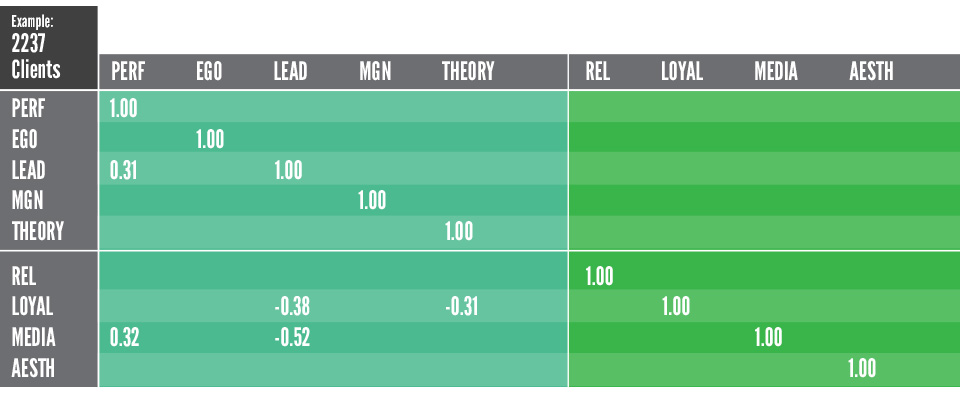 Example:
2237
Clients
PERF EGO LEAD MGN THEORY REL LOYAL MEDIA AESTH
PERF 1.00
EGO 1.00
LEAD 0.31 1.00
MGN 1.00
THEORY 1.00
REL 1.00
LOYAL -0.38 -0.31 1.00
MEDIA 0.32 -0.52 1.00
AESTH 1.00